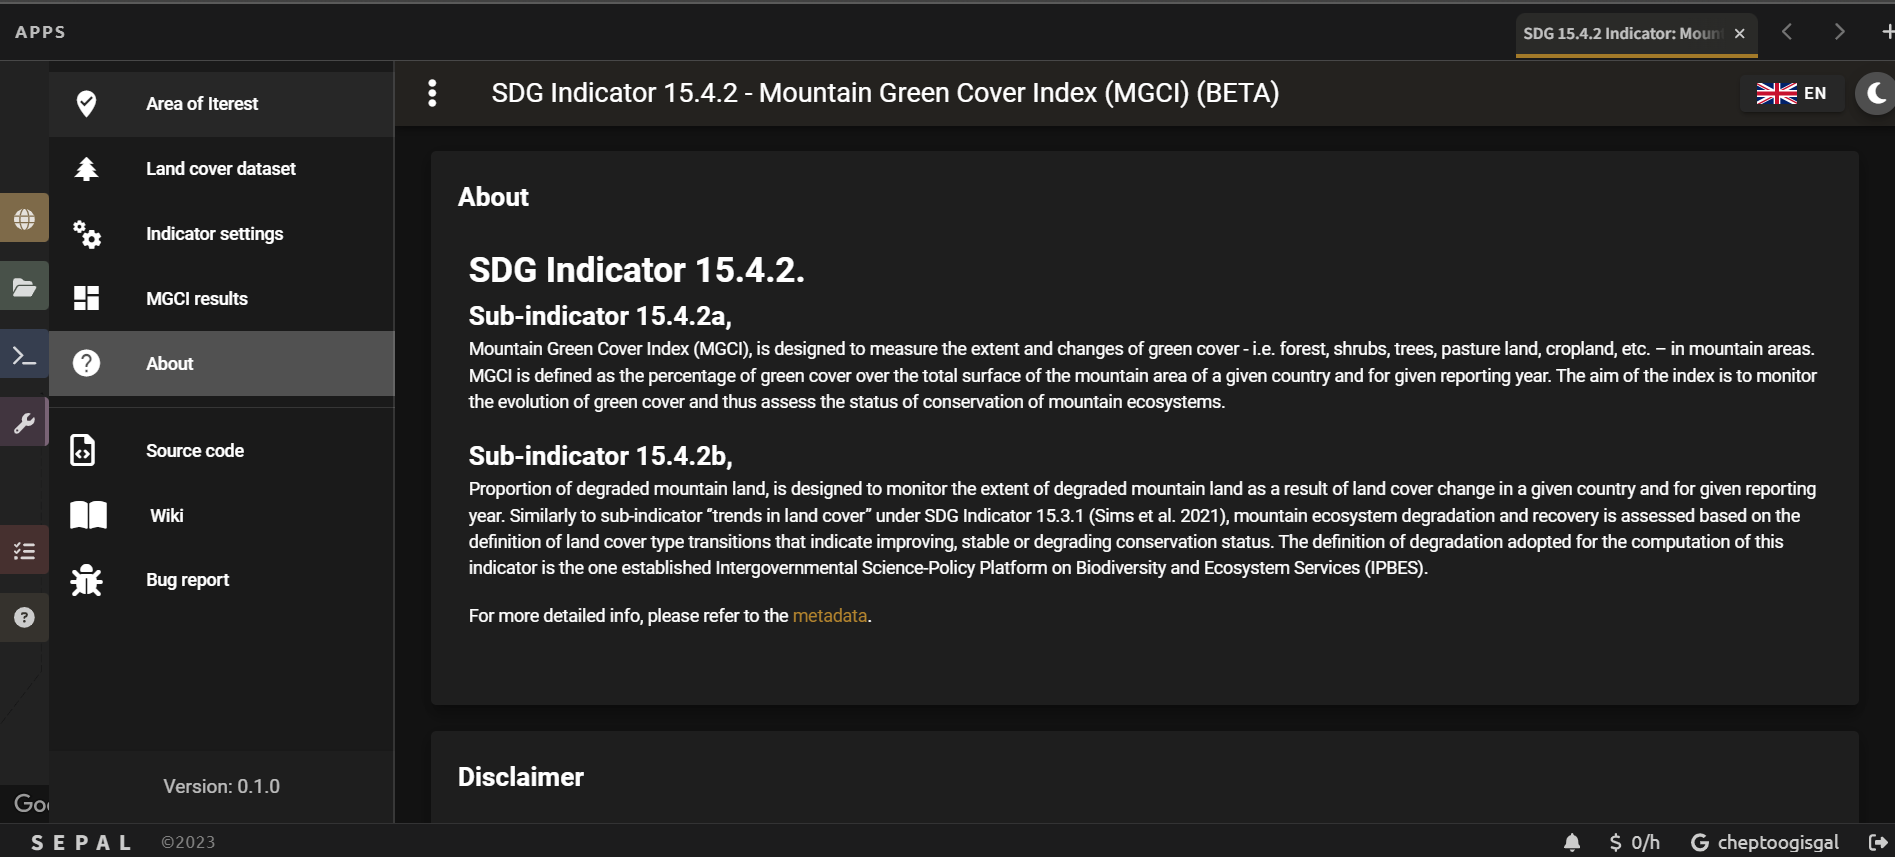 APPS
SDG 15.4.2 Indicator: Moun
Area of Iterest
Land cover dataset
Indicator settings
MGCI results
About
Source code
Wiki
Bug report
Version: 0.1.0
SDG Indicator 15.4.2 - Mountain Green Cover Index (MGCI) (BETA)
EN
About
SDG Indicator 15.4.2.
Sub-indicator 15.4.2a,
Mountain Green Cover Index (MGCI), is designed to measure the extent and changes of green cover - i.e. forest, shrubs, trees, pasture land, cropland, etc. – in mountain areas.
MGCI is defined as the percentage of green cover over the total surface of the mountain area of a given country and for given reporting year. The aim of the index is to monitor
the evolution of green cover and thus assess the status of conservation of mountain ecosystems.
Sub-indicator 15.4.2b,
Proportion of degraded mountain land, is designed to monitor the extent of degraded mountain land as a result of land cover change in a given country and for given reporting
year. Similarly to sub-indicator ‘’trends in land cover” under SDG Indicator 15.3.1 (Sims et al. 2021), mountain ecosystem degradation and recovery is assessed based on the
definition of land cover type transitions that indicate improving, stable or degrading conservation status. The definition of degradation adopted for the computation of this
indicator is the one established Intergovernmental Science-Policy Platform on Biodiversity and Ecosystem Services (IPBES).
For more detailed info, please refer to the metadata.
Disclaimer
Goo
SEPAL ©2023
$ 0/h
cheptoogisgal